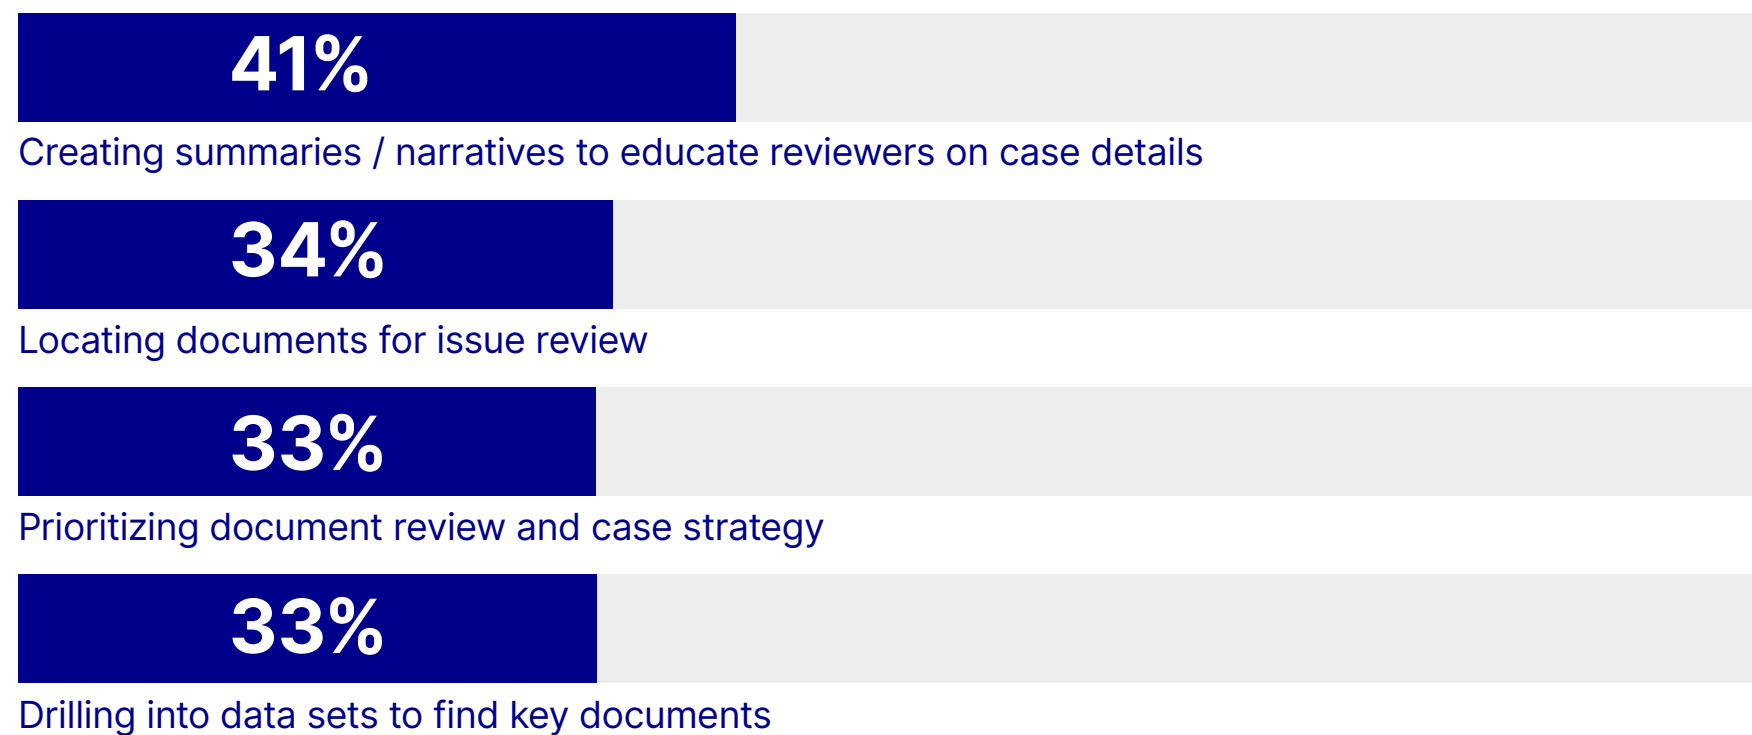 41%
Creating summaries / narratives to educate reviewers on case details
34%
Locating documents for issue review
33%
Prioritizing document review and case strategy
33%
Drilling into data sets to find key documents